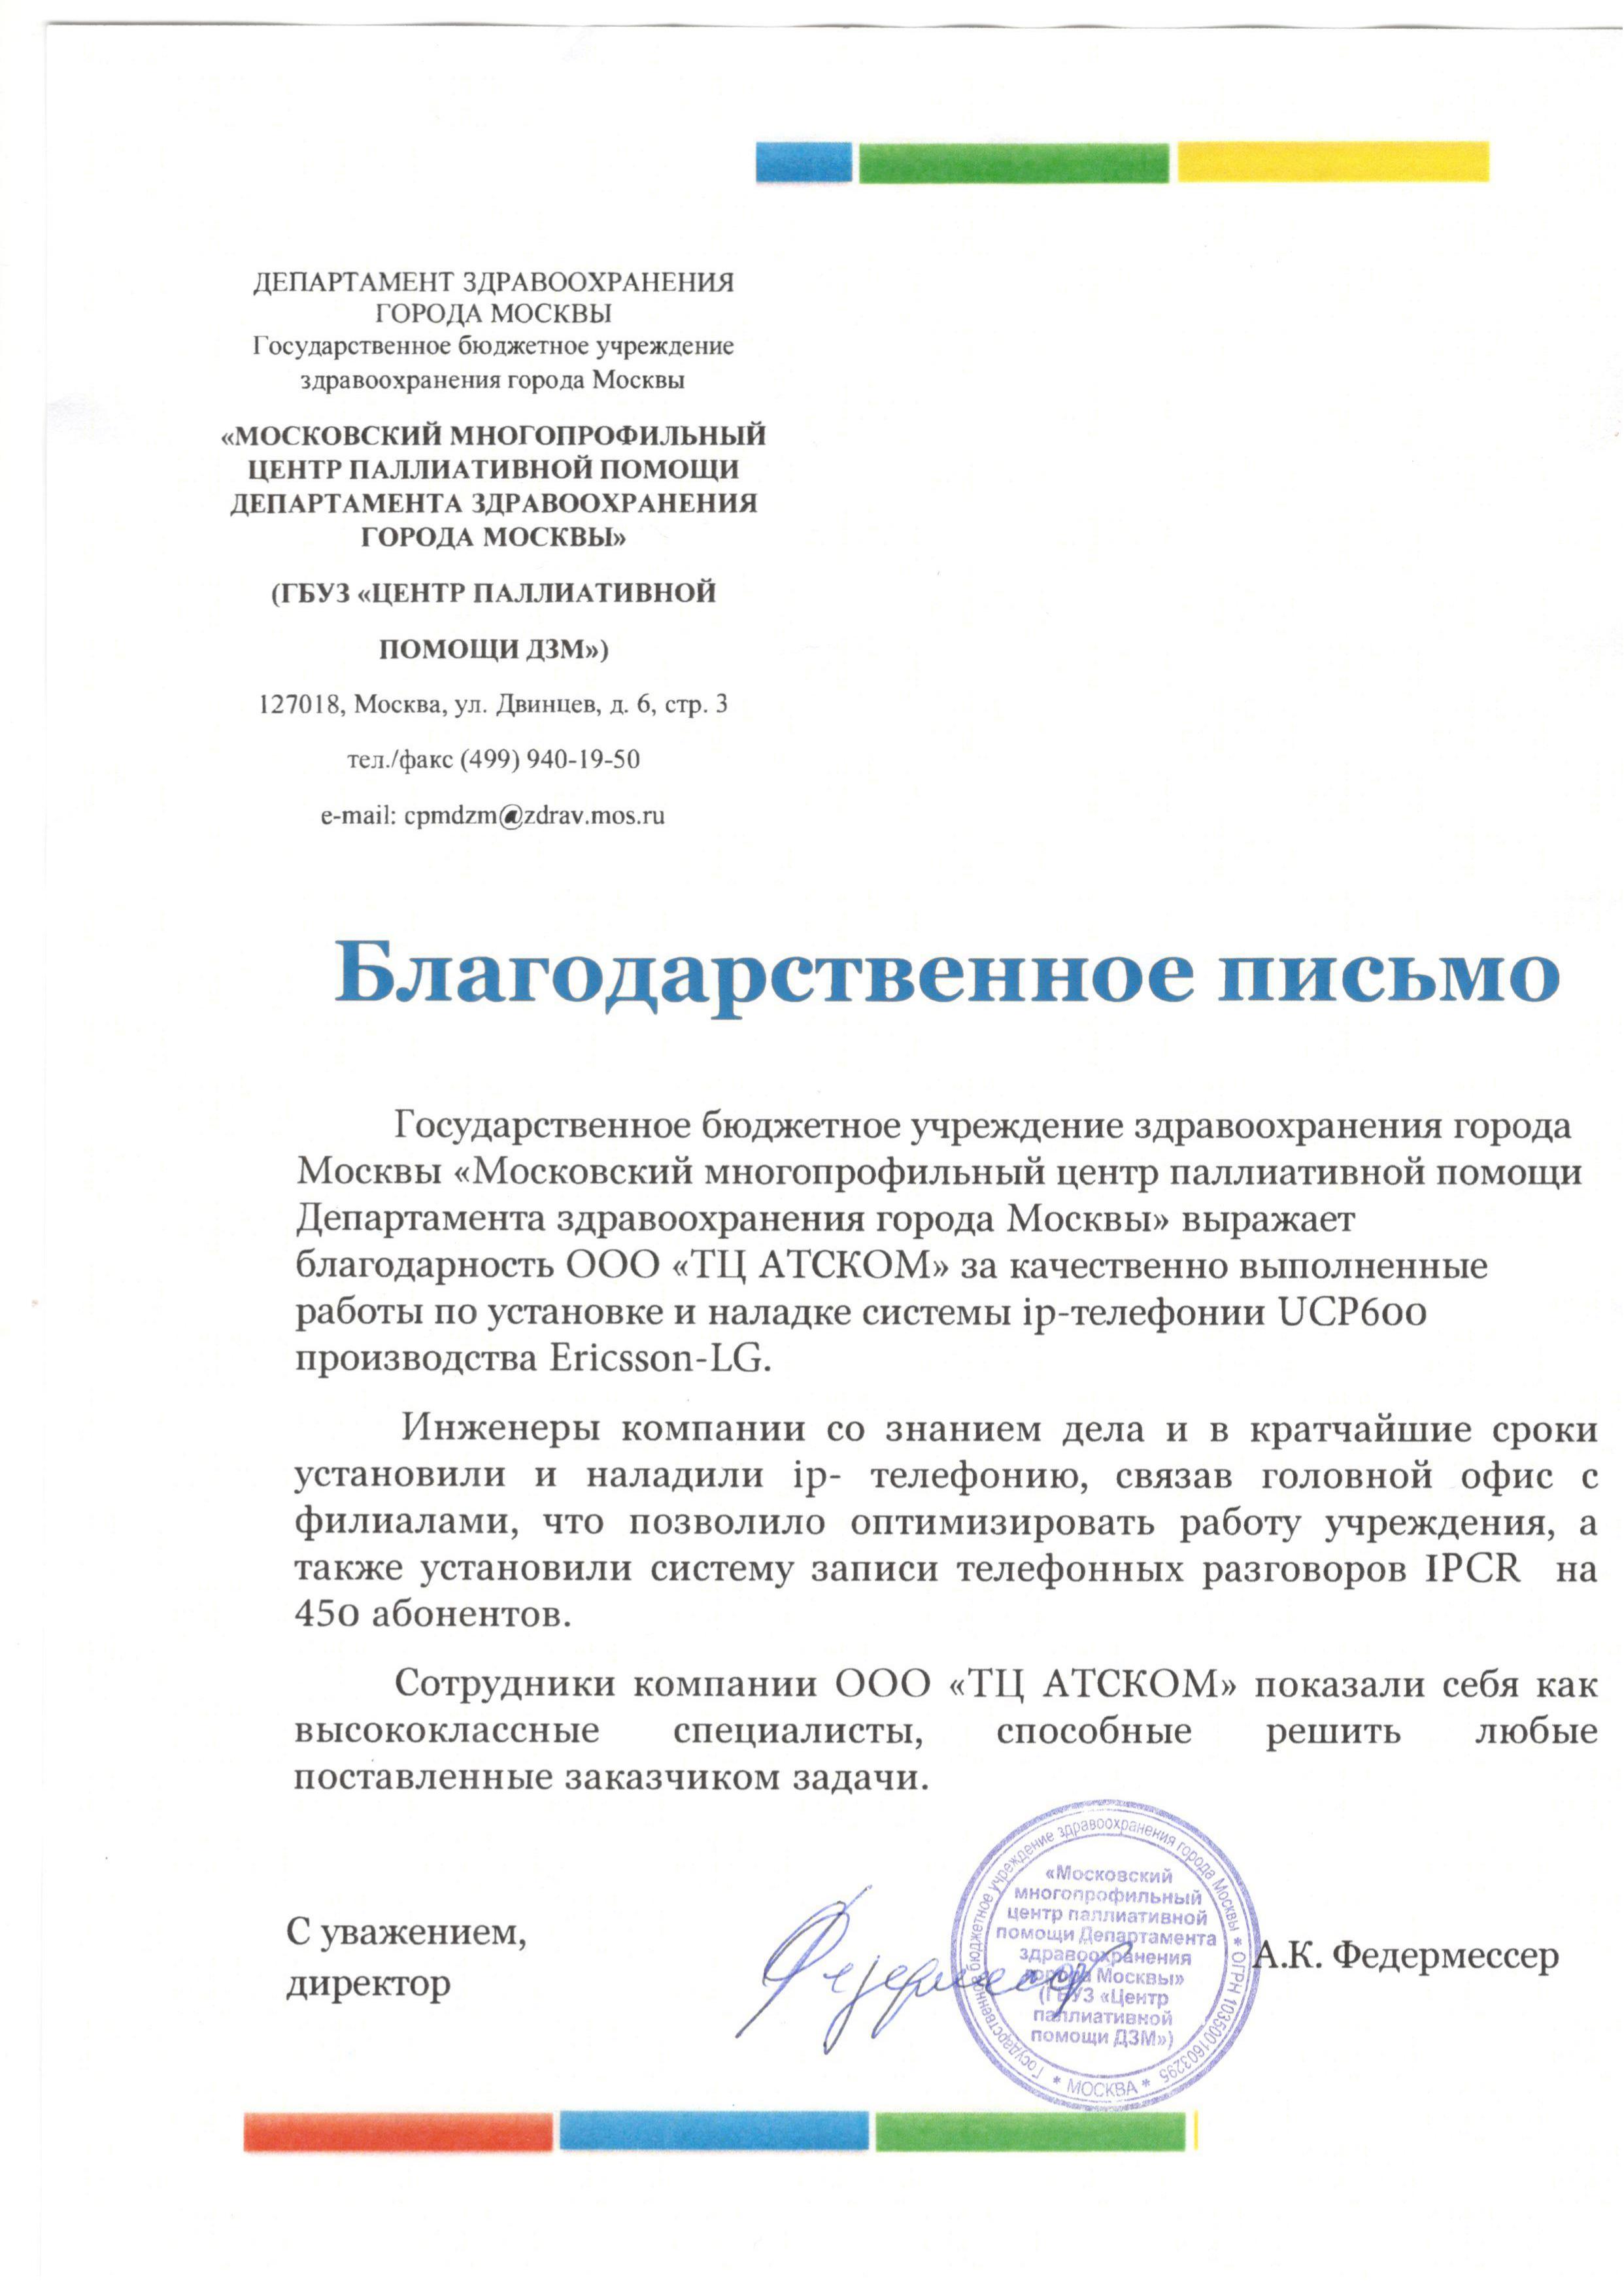 ДЕПАРТАМЕНТ ЗДРАВООХРАНЕНИЯ
ГОРОДА МОСКВЫ
Государственное бюджетное учреждение
здравоохранения города Москвы
«МОСКОВСКИЙ МНОГОПРОФИЛЬНЫЙ
ЦЕНТР ПАЛЛИАТИВНОЙ ПОМОЩИ
ДЕПАРТАМЕНТА ЗДРАВООХРАНЕНИЯ
ГОРОДА МОСКВЫ»
(ГБУЗ «ЦЕНТР ПАЛЛИАТИВНОЙ
ПОМОЩИ ДЗМ»)
127018, Москва, ул. Двинцев, д. 6, стр. 3
тел./факс (499) 940-19-50
e-mail: cpmdzm@zdrav.mos.ru
Благодарственное письмо
Государственное бюджетное учреждение здравоохранения города
Москвы «Московский многопрофильный центр паллиативной помощи
Департамента здравоохранения города Москвы» выражает
благодарность ООО «ТЦ АТСКОМ» за качественно выполненные
работы по установке и наладке системы ip-телефонии UCP600
производства Ericsson-LG.
Инженеры компании со знанием дела и в кратчайшие сроки
установили и наладили ip- телефонию, связав головной офис с
филиалами, что позволило оптимизировать работу учреждения, а
также установили систему записи телефонных разговоров IPCR на
450 абонентов.
Сотрудники компании ООО «ТЦ АТСКОМ» показали себя как
высококлассные специалисты, способные решить любые
поставленные заказчиком задачи.
С уважением,
директор
А.К. Федермессер
Государственное бюджетное учреждение здравоохранения города Москвы * ОГРН 1035001603295
* МОСКВА *
«Московский
многопрофильный
центр паллиативной
помощи Департамента
здравоохранения
города Москвы»
(ГБУЗ «Центр
паллиативной
помощи ДЗМ»)